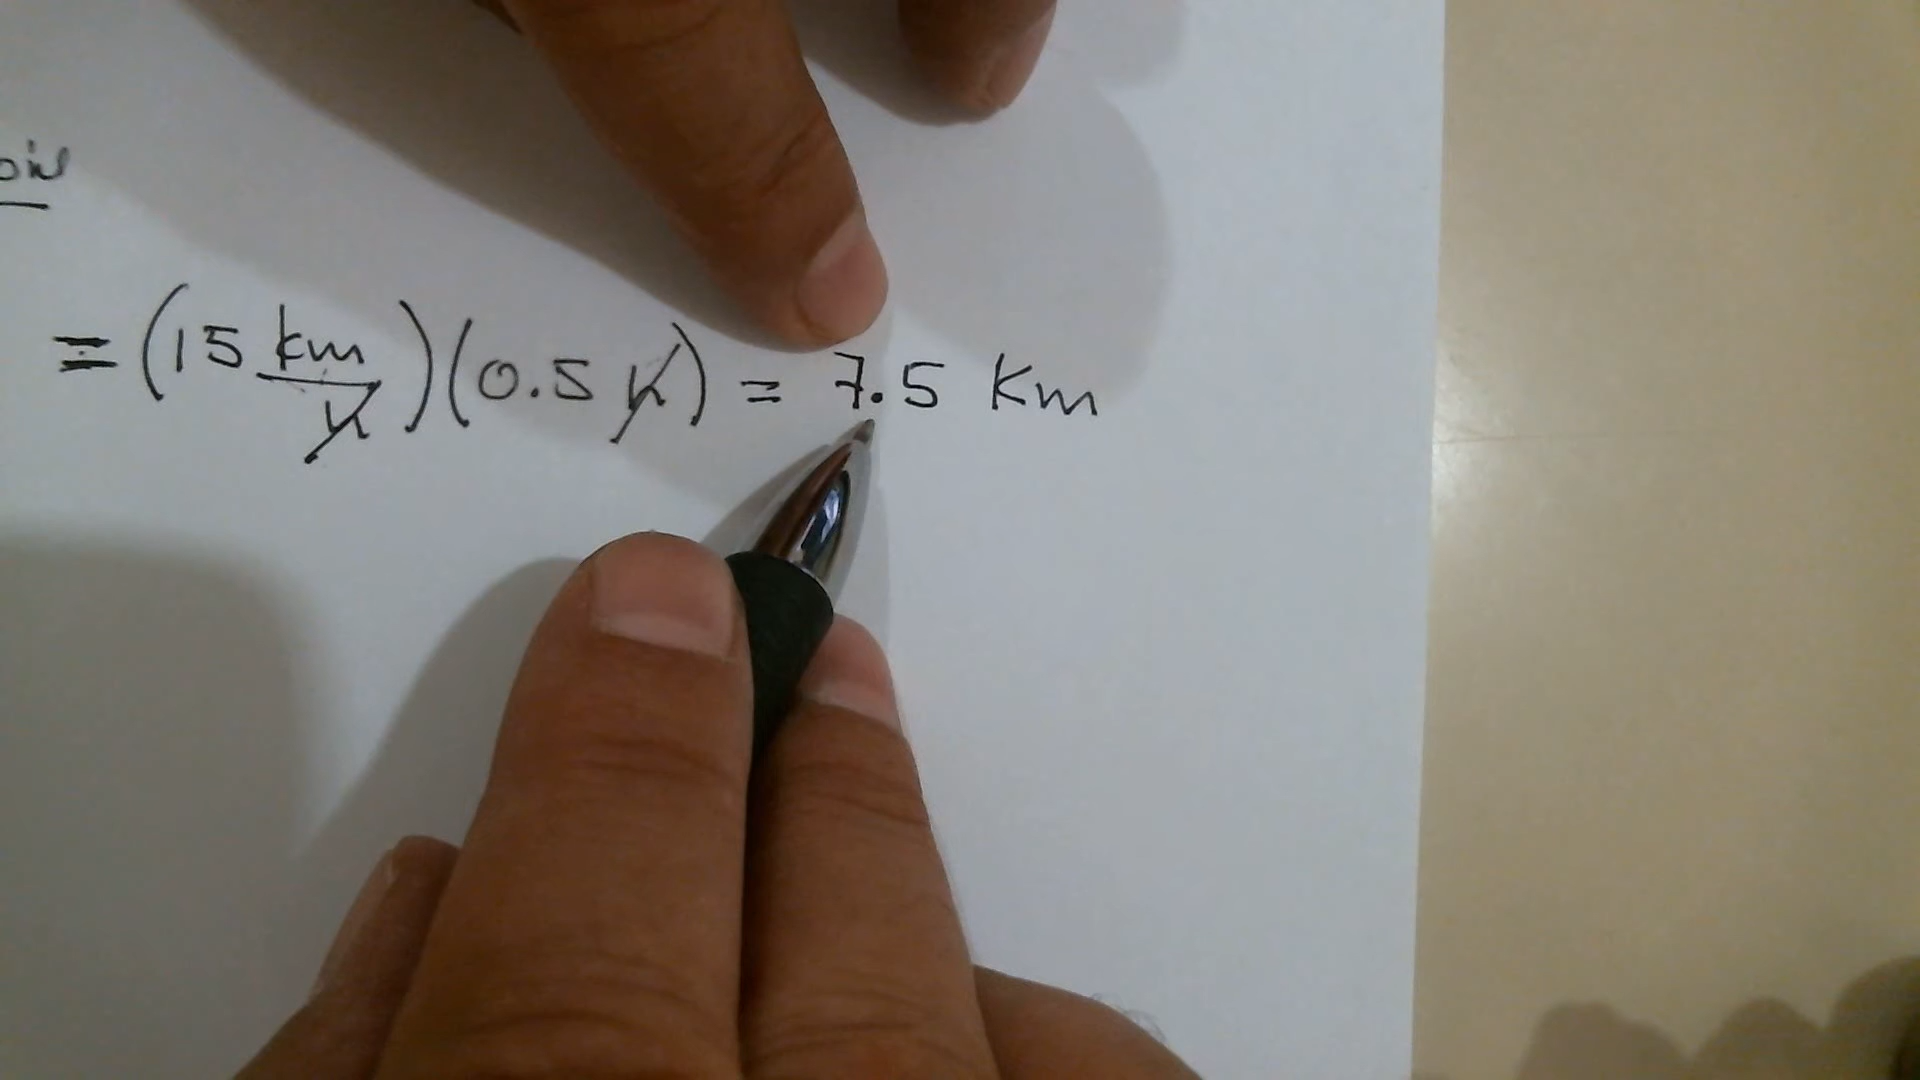 = (15 km/h)(0.5 h) = 7.5 Km